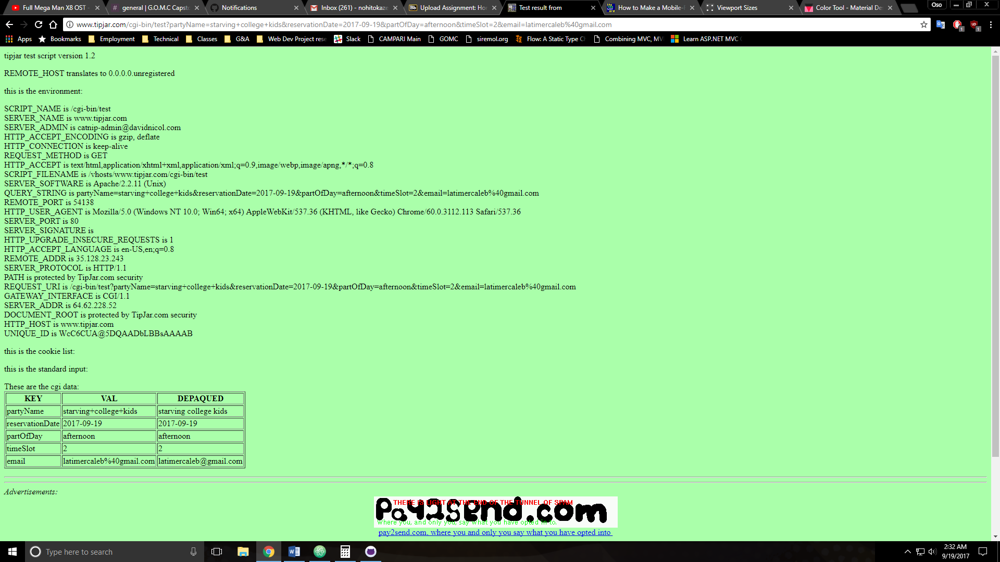 Full Mega Man X8 OST -
general | G.O.M.C Capst
Notifications
Inbox (261) - nohitokaze
Bb Upload Assignment: Ho
Test result from
How to Make a Mobile-
Viewport Sizes
Color Tool - Material De
Oso
www.tipjar.com/cgi-bin/test?partyName=starving+college+kids&reservationDate=2017-09-19&partOfDay=afternoon&timeSlot=2&email=latimercaleb%40gmail.com
Apps Bookmarks Employment Technical Classes G&A Web Dev Project rese Slack CAMPARI Main GOMC siremol.org Flow: A Static Type Ch Combining MVC, MV Learn ASP.NET MVC
tipjar test script version 1.2
REMOTE_HOST translates to 0.0.0.0.unregistered
this is the environment:
SCRIPT_NAME is /cgi-bin/test
SERVER_NAME is www.tipjar.com
SERVER_ADMIN is catnip-admin@davidnicol.com
HTTP_ACCEPT_ENCODING is gzip, deflate
HTTP_CONNECTION is keep-alive
REQUEST_METHOD is GET
HTTP_ACCEPT is text/html,application/xhtml+xml,application/xml;q=0.9,image/webp,image/apng,*/*;q=0.8
SCRIPT_FILENAME is /vhosts/www.tipjar.com/cgi-bin/test
SERVER_SOFTWARE is Apache/2.2.11 (Unix)
QUERY_STRING is partyName=starving+college+kids&reservationDate=2017-09-19&partOfDay=afternoon&timeSlot=2&email=latimercaleb%40gmail.com
REMOTE_PORT is 54138
HTTP_USER_AGENT is Mozilla/5.0 (Windows NT 10.0; Win64; x64) AppleWebKit/537.36 (KHTML, like Gecko) Chrome/60.0.3112.113 Safari/537.36
SERVER_PORT is 80
SERVER_SIGNATURE is
HTTP_UPGRADE_INSECURE_REQUESTS is 1
HTTP_ACCEPT_LANGUAGE is en-US,en;q=0.8
REMOTE_ADDR is 35.128.23.243
SERVER_PROTOCOL is HTTP/1.1
PATH is protected by TipJar.com security
REQUEST_URI is /cgi-bin/test?partyName=starving+college+kids&reservationDate=2017-09-19&partOfDay=afternoon&timeSlot=2&email=latimercaleb%40gmail.com
GATEWAY_INTERFACE is CGI/1.1
SERVER_ADDR is 64.62.228.52
DOCUMENT_ROOT is protected by TipJar.com security
HTTP_HOST is www.tipjar.com
UNIQUE_ID is WcC6CUA@5DQAADbLBBsAAAAB
this is the cookie list:
this is the standard input:
These are the cgi data:
KEY VAL DEPAQUED
partyName starving+college+kids starving college kids
reservationDate 2017-09-19 2017-09-19
partOfDay afternoon afternoon
timeSlot 2 2
email latimercaleb%40gmail.com latimercaleb@gmail.com
Advertisements:
THERE IS LIGHT AT THE END OF THE TUNNEL OF SPAM
Pay2Send.com
where you, and only you, say what you have opted in to.
pay2send.com, where you and only you say what you have opted into
Type here to search
2:32 AM
9/19/2017